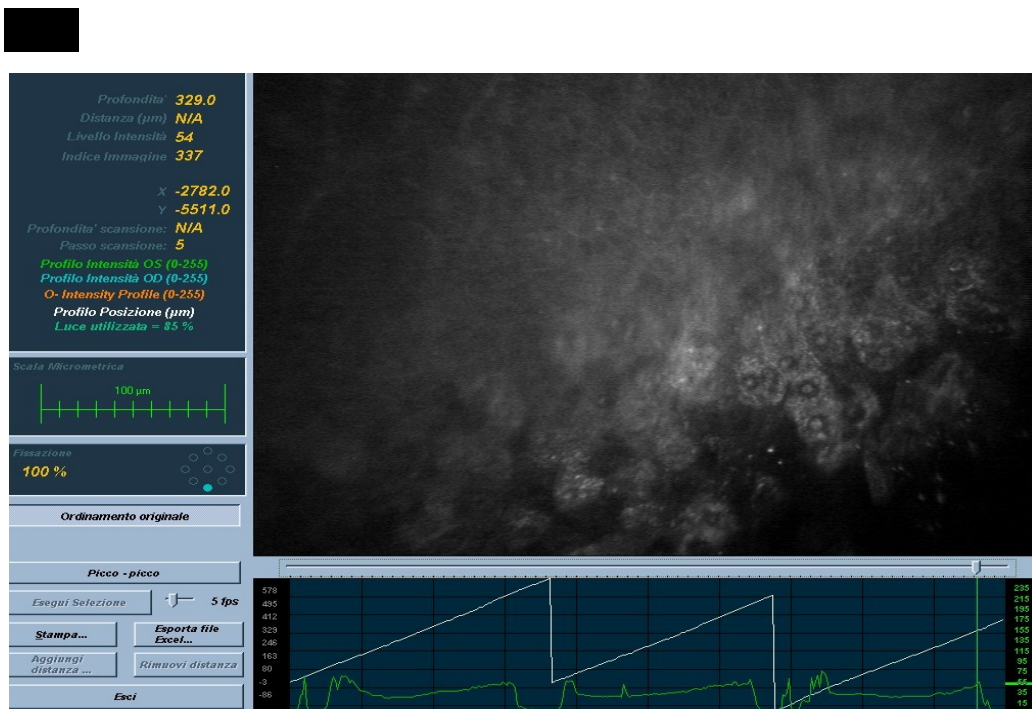 Profondita' 329.0
Distanza (µm) N/A
Livello Intensità 54
Indice Immagine 337
X -2782.0
Y -5511.0
Profondita' scansione: N/A
Passo scansione: 5
Profilo Intensità OS (0-255)
Profilo Intensità OD (0-255)
O- Intensity Profile (0-255)
Profilo Posizione (µm)
Luce utilizzata = 85 %
Scala Micrometrica
100 µm
Fissazione
100 %
Ordinamento originale
Picco - picco
Esegui Selezione
5 fps
Stampa...
Esporta file
Excel...
Aggiungi
distanza ...
Rimuovi distanza
Esci
578
495
412
329
246
163
80
-3
-86
235
215
195
175
155
135
115
95
75
55
35
15